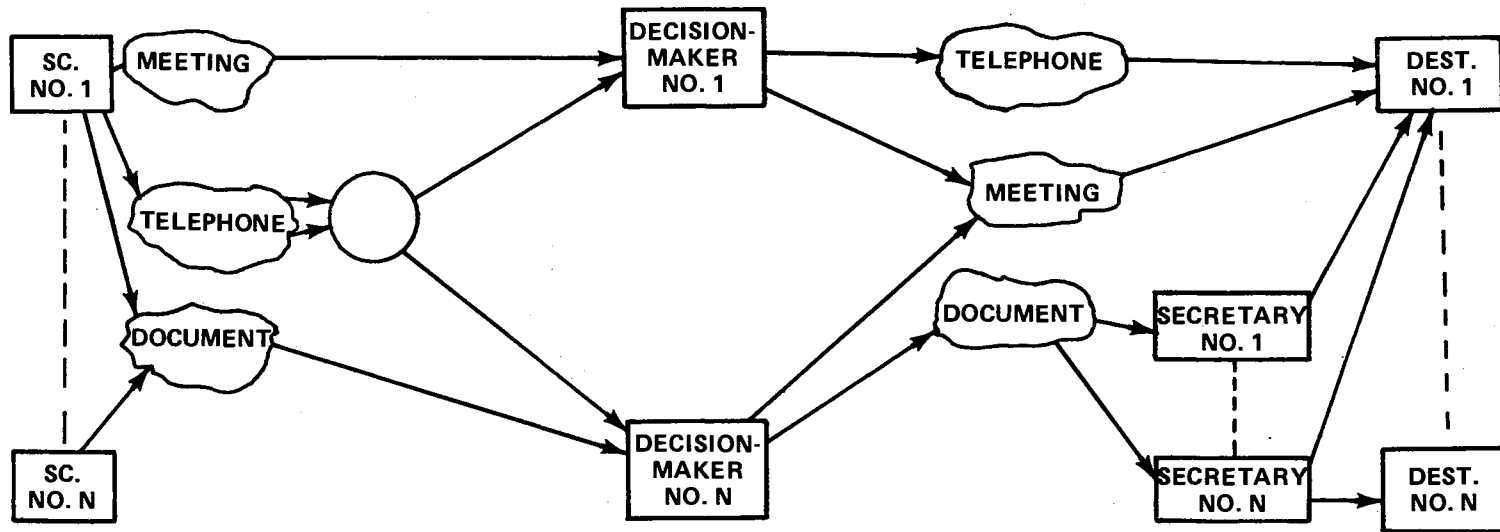 SC.
NO. 1
MEETING
DECISION-
MAKER
NO. 1
TELEPHONE
DEST.
NO. 1
TELEPHONE
MEETING
DOCUMENT
DOCUMENT
SECRETARY
NO. 1
SC.
NO. N
DECISION-
MAKER
NO. N
SECRETARY
NO. N
DEST.
NO. N